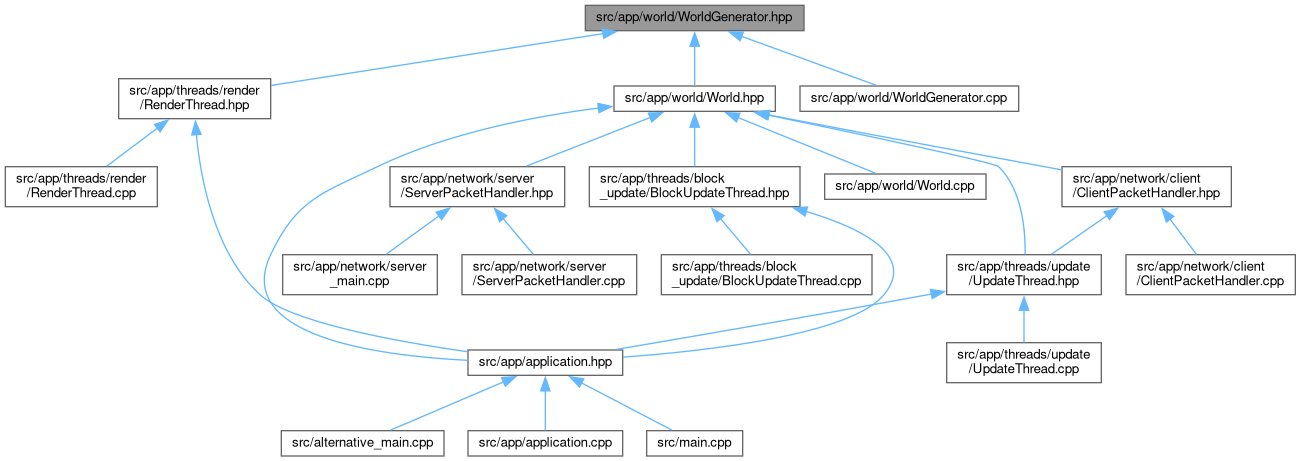 src/app/world/WorldGenerator.hpp
src/app/threads/render
/RenderThread.hpp
src/app/world/World.hpp
src/app/world/WorldGenerator.cpp
src/app/threads/render
/RenderThread.cpp
src/app/network/server
/ServerPacketHandler.hpp
src/app/threads/block
_update/BlockUpdateThread.hpp
src/app/world/World.cpp
src/app/network/client
/ClientPacketHandler.hpp
src/app/network/server
_main.cpp
src/app/network/server
/ServerPacketHandler.cpp
src/app/threads/block
_update/BlockUpdateThread.cpp
src/app/threads/update
/UpdateThread.hpp
src/app/network/client
/ClientPacketHandler.cpp
src/app/application.hpp
src/app/threads/update
/UpdateThread.cpp
src/alternative_main.cpp
src/app/application.cpp
src/main.cpp